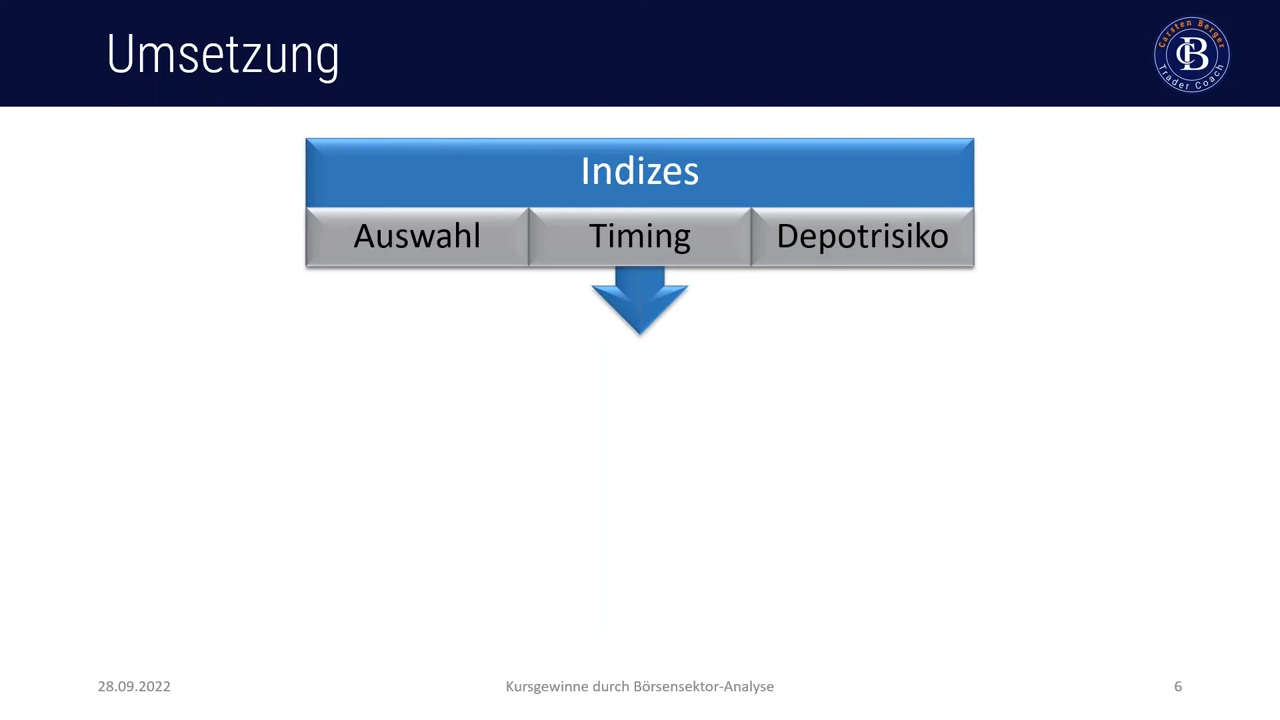 Umsetzung
Carsten Berger
CB
Trader Coach
Indizes
Auswahl Timing Depotrisiko
28.09.2022 Kursgewinne durch Börsensektor-Analyse 6